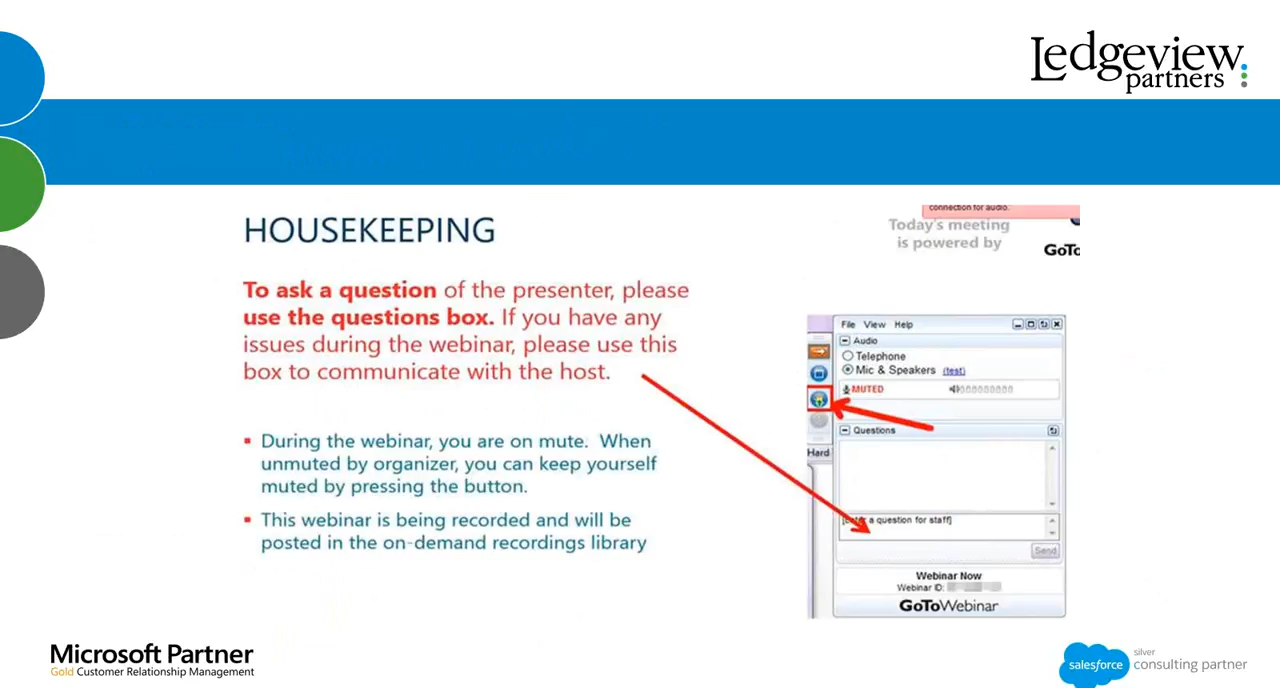 Ledgeview
partners
HOUSEKEEPING
connection for audio.
Today's meeting
is powered by
GoTo
To ask a question of the presenter, please
use the questions box. If you have any
issues during the webinar, please use this
box to communicate with the host.
During the webinar, you are on mute. When
unmuted by organizer, you can keep yourself
muted by pressing the button.
This webinar is being recorded and will be
posted in the on-demand recordings library
File View Help
Audio
Telephone
Mic & Speakers (test)
MUTED
Questions
Hard
[Enter a question for staff]
Send
Webinar Now
Webinar ID:
GoToWebinar
Microsoft Partner
Gold Customer Relationship Management
salesforce
silver
consulting partner